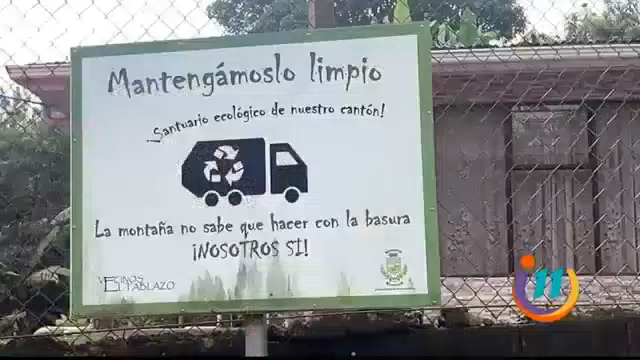 Mantengámoslo limpio
Santuario ecológico de nuestro cantón!
La montaña no sabe que hacer con la basura
¡NOSOTROS SI!
VECINOS
EL TABLAZO
11